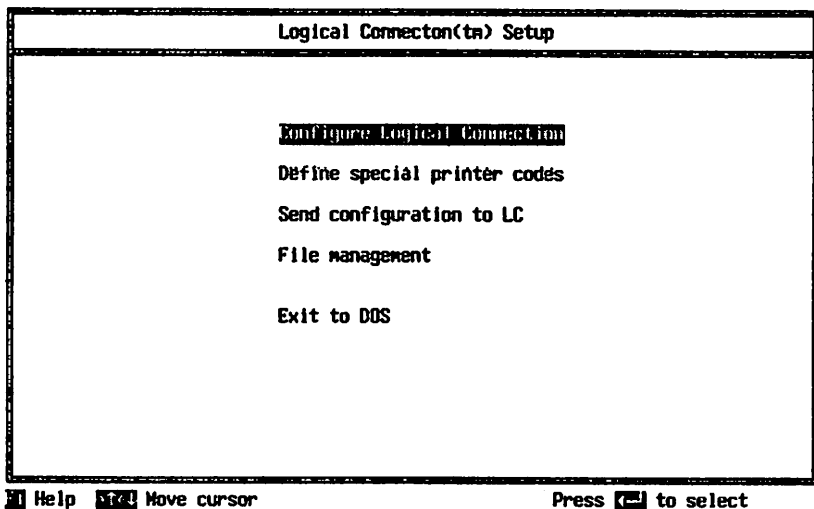 Logical Connecton(tm) Setup
Configure Logical Connection
Define special printer codes
Send configuration to LC
File management
Exit to DOS
F1 Help Move cursor Press to select